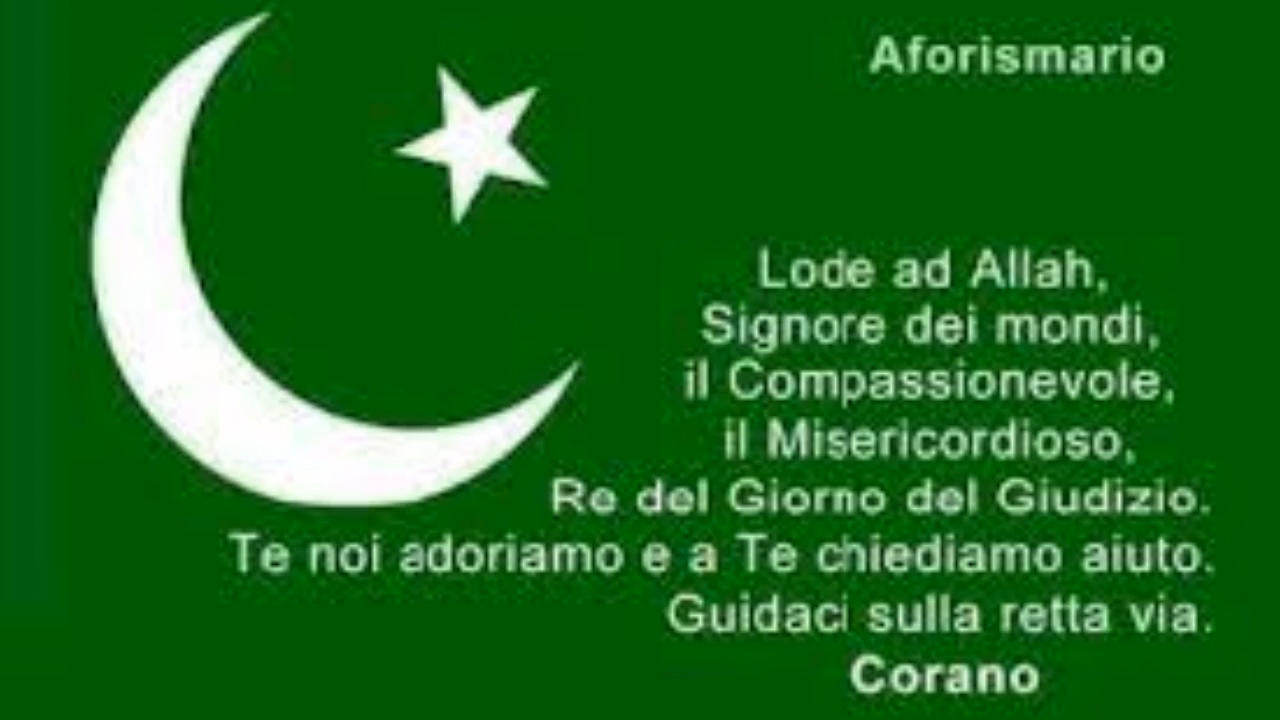 Aforismario
Lode ad Allah,
Signore dei mondi,
il Compassionevole,
il Misericordioso,
Re del Giorno del Giudizio.
Te noi adoriamo e a Te chiediamo aiuto.
Guidaci sulla retta via.
Corano